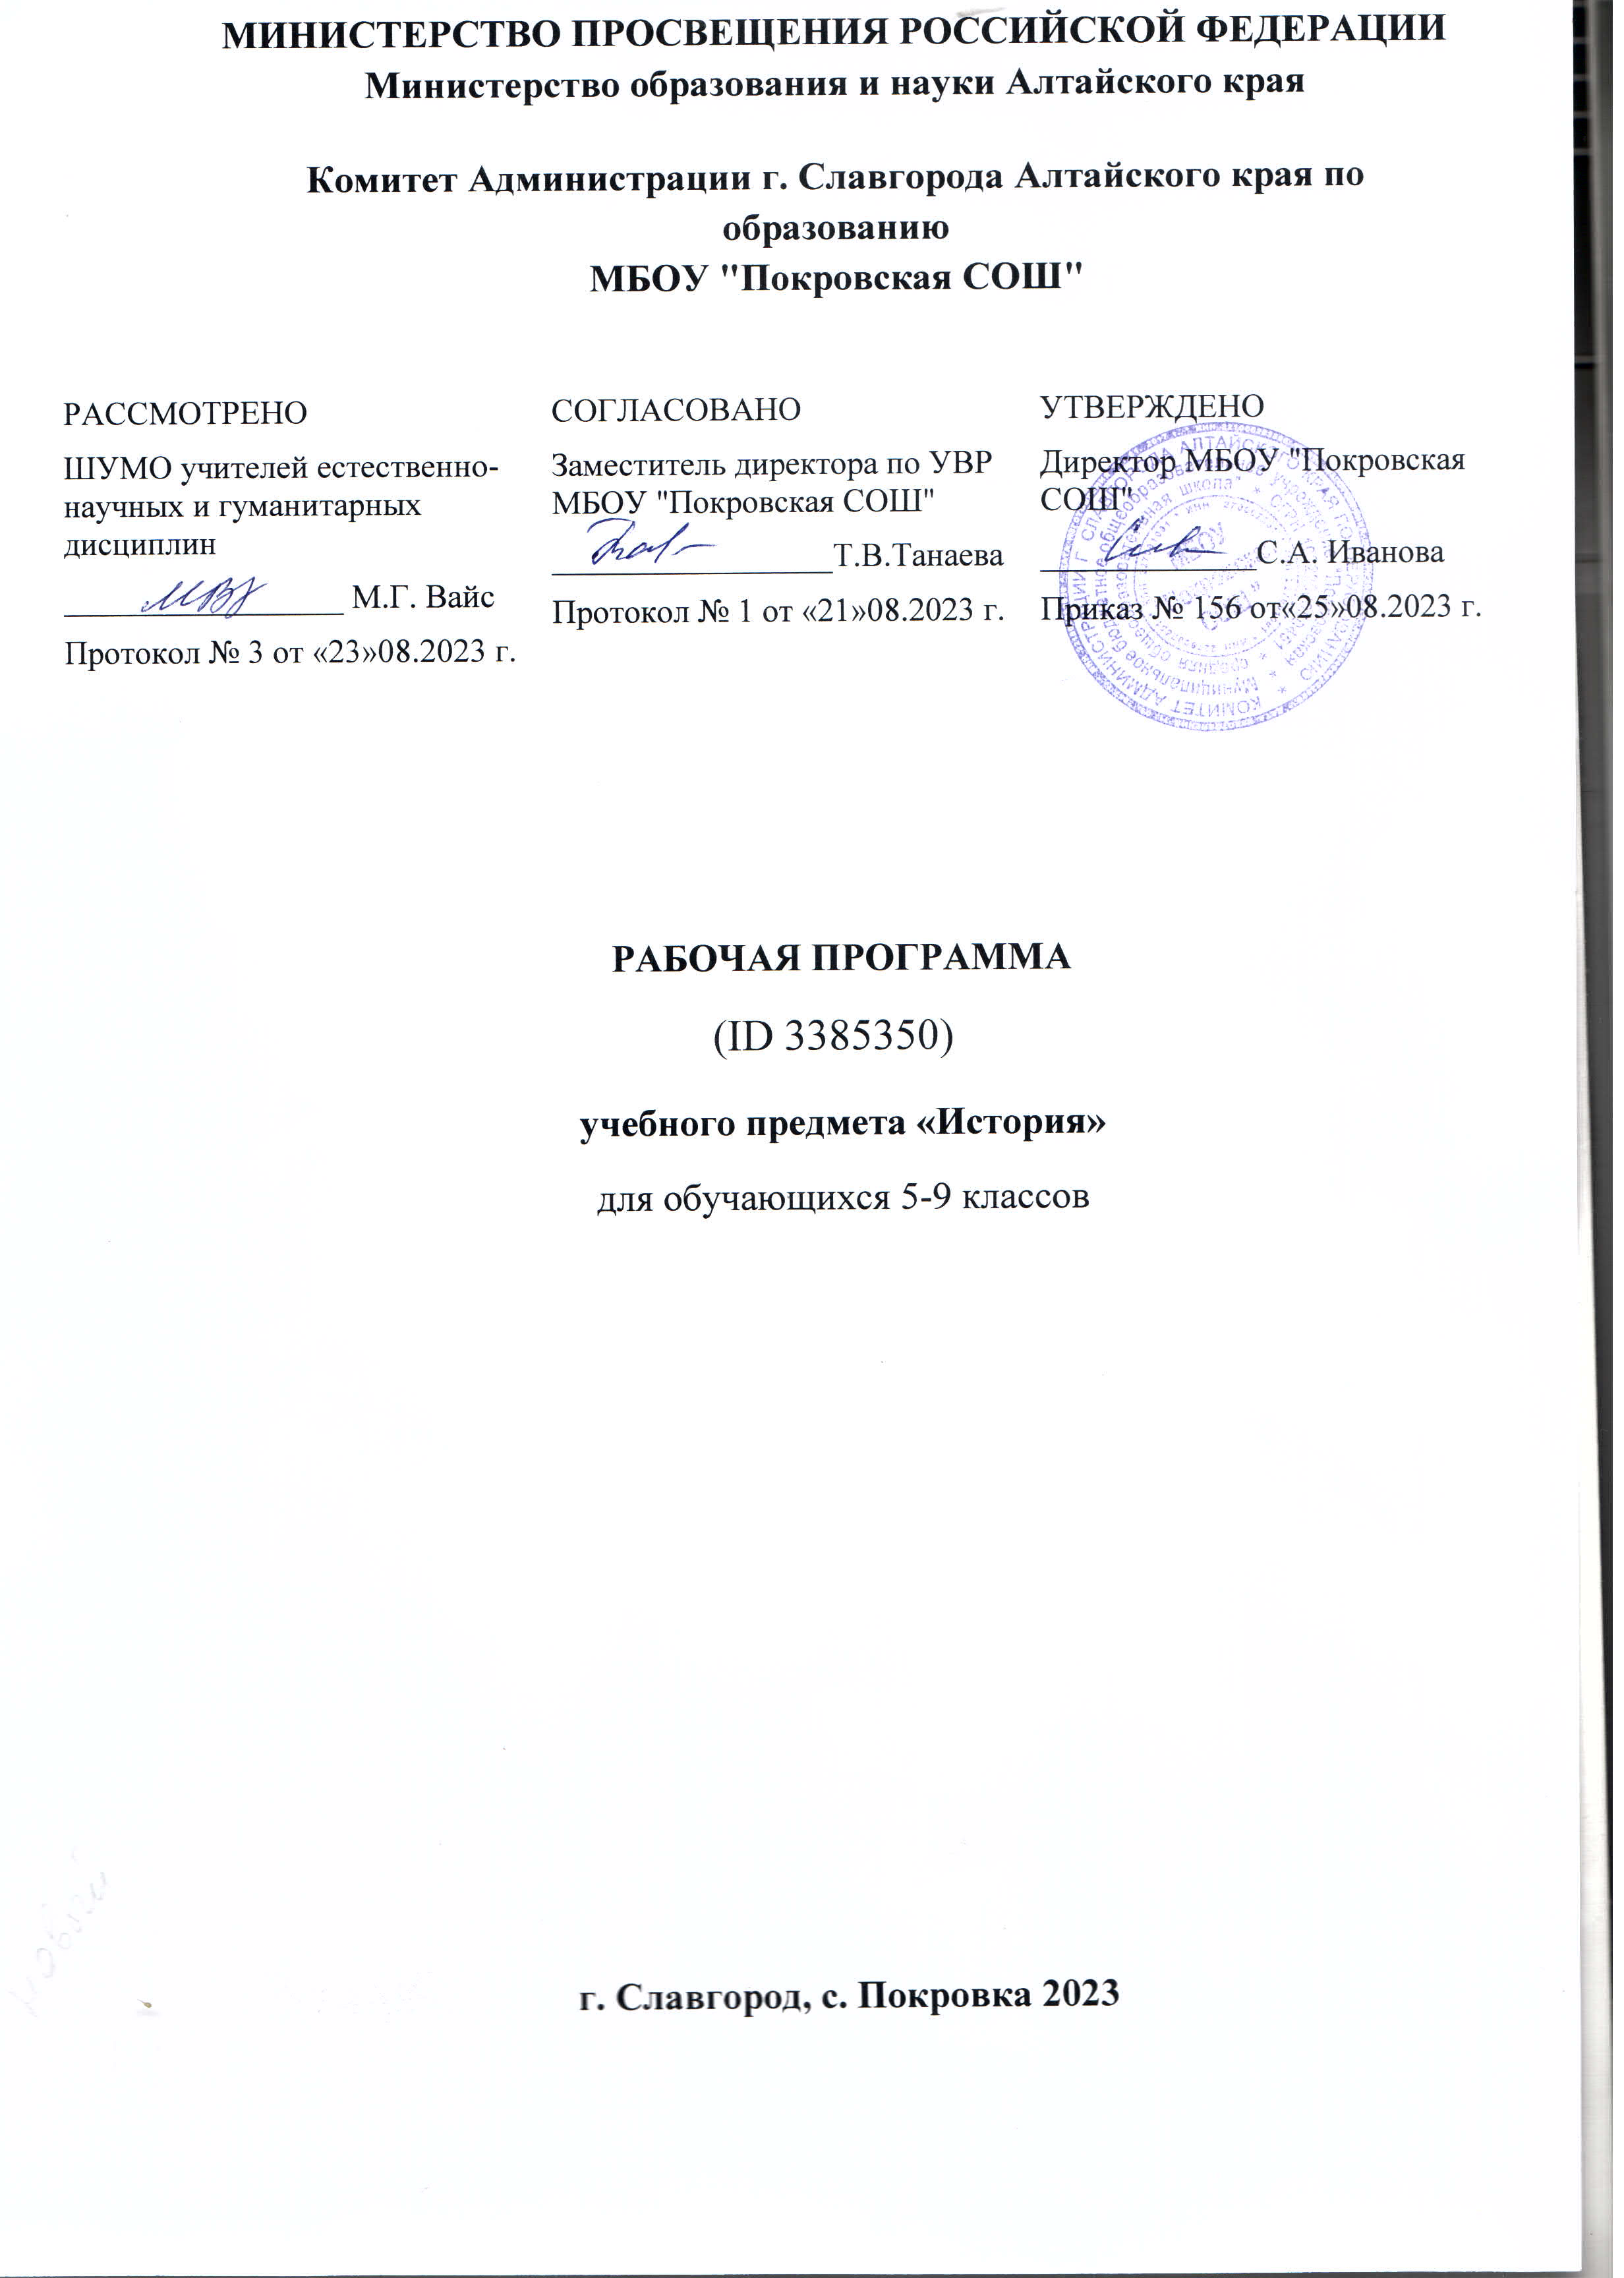 МИНИСТЕРСТВО ПРОСВЕЩЕНИЯ РОССИЙСКОЙ ФЕДЕРАЦИИ
Министерство образования и науки Алтайского края
Комитет Администрации г. Славгорода Алтайского края по
образованию
МБОУ "Покровская СОШ"
РАССМОТРЕНО
ШУМО учителей естественно-
научных и гуманитарных
дисциплин
М.Г. Вайс
Протокол № 3 от «23»08.2023 г.
СОГЛАСОВАНО
Заместитель директора по УВР
МБОУ "Покровская СОШ"
Т.В.Танаева
Протокол № 1 от «21»08.2023 г.
УТВЕРЖДЕНО
Директор МБОУ "Покровская
СОШ"
С.А. Иванова
Приказ № 156 от«25»08.2023 г.
РАБОЧАЯ ПРОГРАММА
(ID 3385350)
учебного предмета «История»
для обучающихся 5-9 классов
г. Славгород, с. Покровка 2023